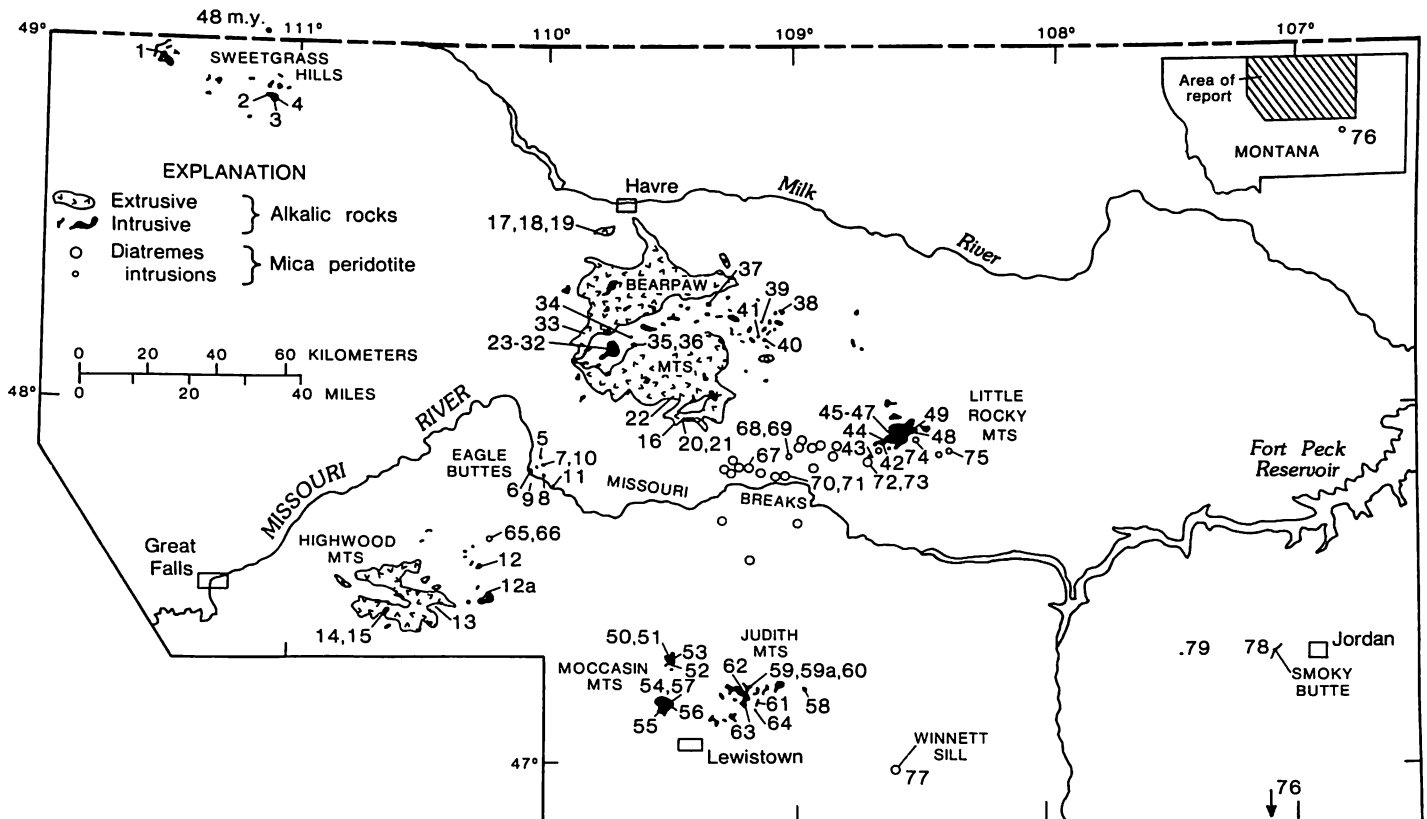 48 m.y.
49°
111°
110°
109°
108°
107°
1
SWEETGRASS
HILLS
2
4
3
Area of
report
76
MONTANA
EXPLANATION
Extrusive
Intrusive
Alkalic rocks
Diatremes
intrusions
Mica peridotite
0 20 40 60 KILOMETERS
0 20 40 MILES
Havre
Milk
River
17,18,19
BEARPAW
MTS
37
34
33
23-32
35,36
39
41
38
40
22
16
20,21
48°
MISSOURI
RIVER
EAGLE
BUTTES
5
7,10
6
9
8
11
MISSOURI
BREAKS
68,69
67
70,71
LITTLE
ROCKY
MTS
45-47
49
44
48
43
42
74
75
72,73
Fort Peck
Reservoir
Great
Falls
HIGHWOOD
MTS
65,66
12
12a
13
14,15
50,51
53
52
MOCCASIN
MTS
54,57
55
56
JUDITH
MTS
62
59,59a,60
61
58
64
63
Lewistown
47°
WINNETT
SILL
77
79
78
Jordan
SMOKY
BUTTE
76